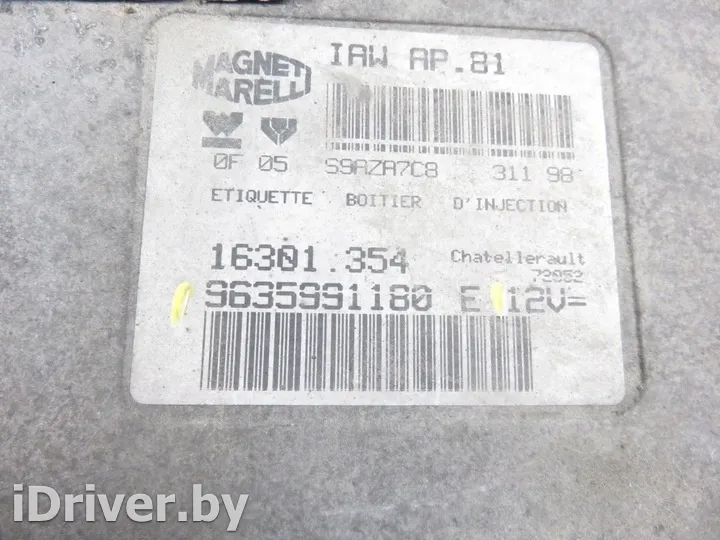 MAGNETI
MARELLI
IAW AP.81
0F 05 S9AZA7C8 311 98
ETIQUETTE BOITIER D'INJECTION
16301.354 Chatellerault
72852
9635991180 E 12V=
iDriver.by